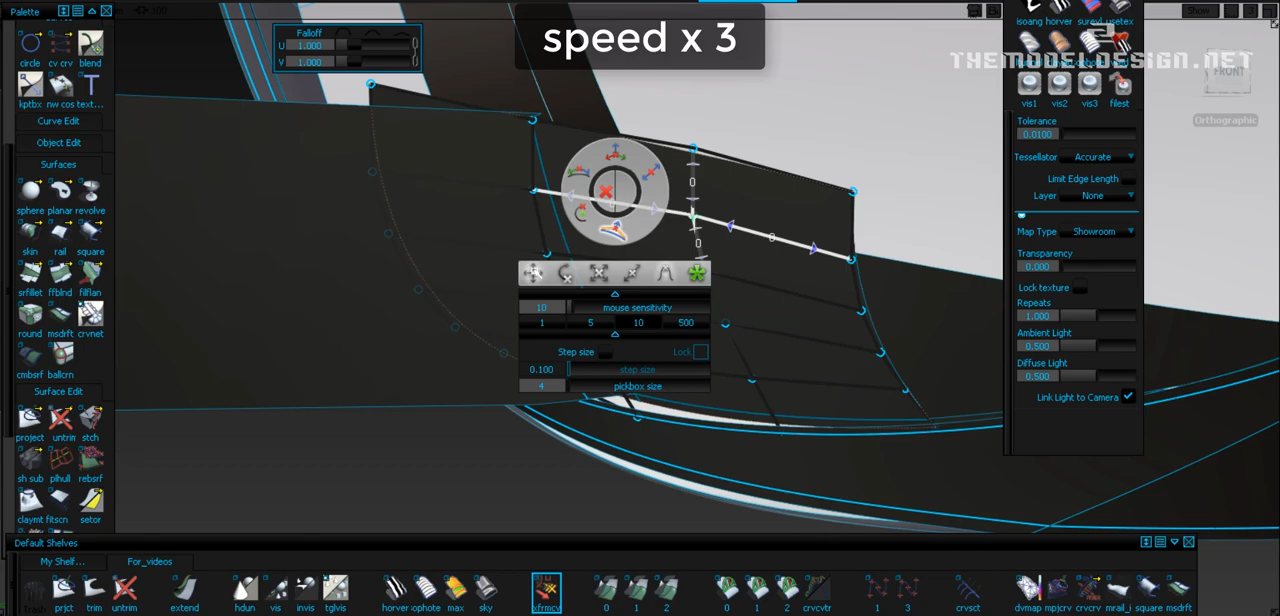 Palette
100
speed x 3
Show
3
circle cv crv blend
kptbx nw cos text...
Curve Edit
Object Edit
Surfaces
sphere planar revolve
skin rail square
srfillet ffblnd filflan
round msdrft crvnet
cmbsrf ballcrn
Surface Edit
project untrim stch
sh sub plhull rebsrf
claymt fitscn setor
Falloff
U 1.000
V 1.000
0
0
0
10 mouse sensitivity
1 5 10 500
Step size Lock
0.100 step size
4 pickbox size
isoang horver surevl usetex
THEMODELDESIGN.NET
FRONT
Orthographic
vis1 vis2 vis3 filest
Tolerance
0.0100
Tessellator Accurate
Limit Edge Length
Layer None
Map Type Showroom
Transparency
0.000
Lock texture
Repeats
1.000
Ambient Light
0.500
Diffuse Light
0.500
Link Light to Camera
Default Shelves
My Shelf... For_videos
Trash prjct trim untrim extend hdun vis invis tglvis horver ophote max sky xfrmcv 0 1 2 0 1 2 crvcvtr 1 3 crvsct dvmap mpjcrv crvcrv mrail_s square msdrft